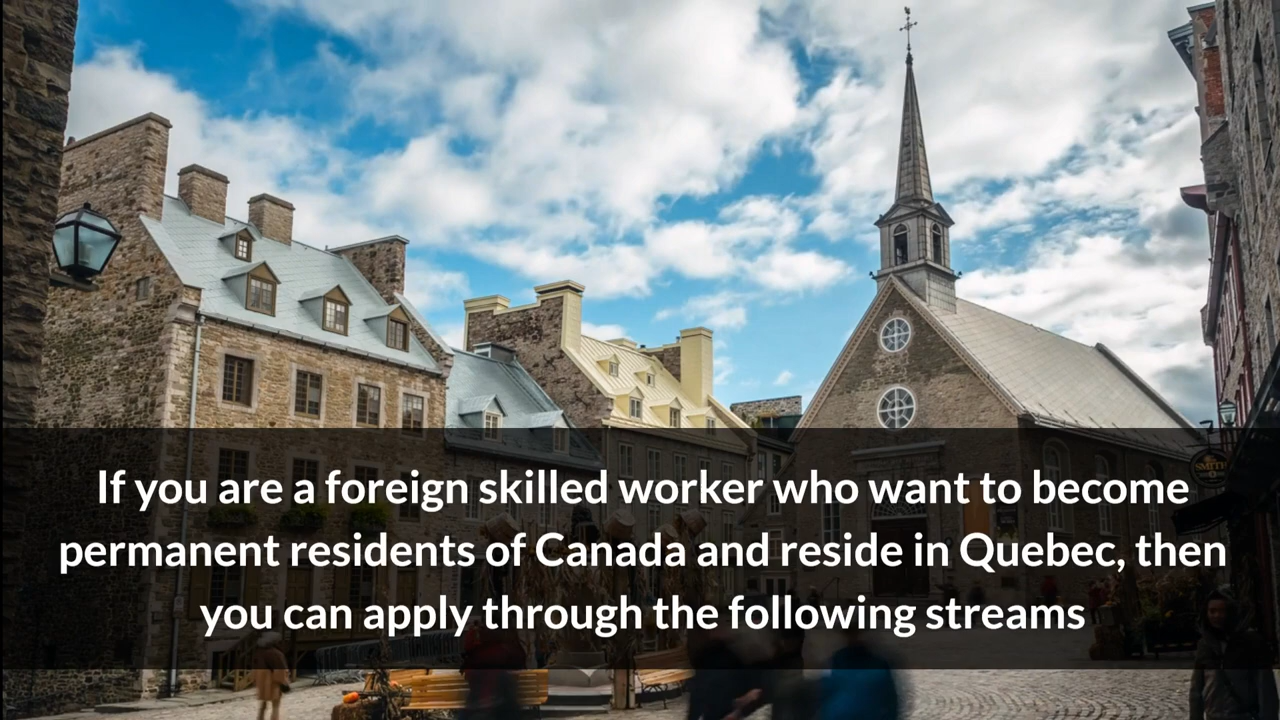 If you are a foreign skilled worker who want to become
permanent residents of Canada and reside in Quebec, then
you can apply through the following streams
SMITH